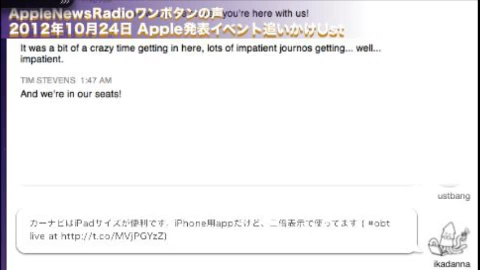 AppleNewsRadioワンボタンの声 you're here with us!
2012年10月24日 Apple発表イベント追いかけUst
It was a bit of a crazy time getting in here, lots of impatient journos getting... well...
impatient.
TIM STEVENS 1:47 AM
And we're in our seats!
ustbang
カーナビはiPadサイズが便利です。iPhone用appだけど、二倍表示で使ってます ( #obt
live at http://t.co/MVjPGYzZ)
ikadanna